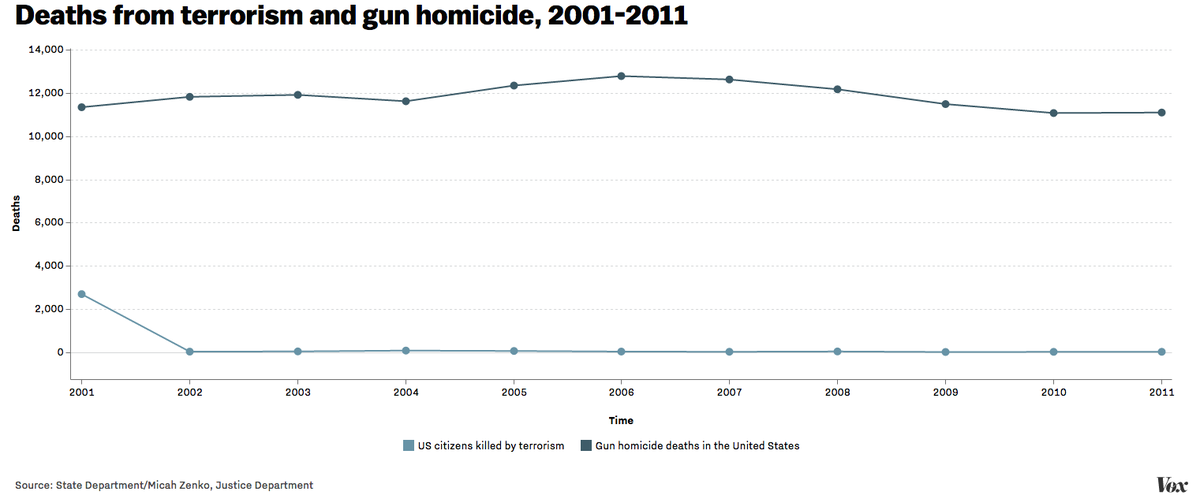 Deaths from terrorism and gun homicide, 2001-2011
14,000
12,000
10,000
8,000
6,000
4,000
2,000
0
Deaths
2001 2002 2003 2004 2005 2006 2007 2008 2009 2010 2011
Time
US citizens killed by terrorism Gun homicide deaths in the United States
Source: State Department/Micah Zenko, Justice Department
Vox